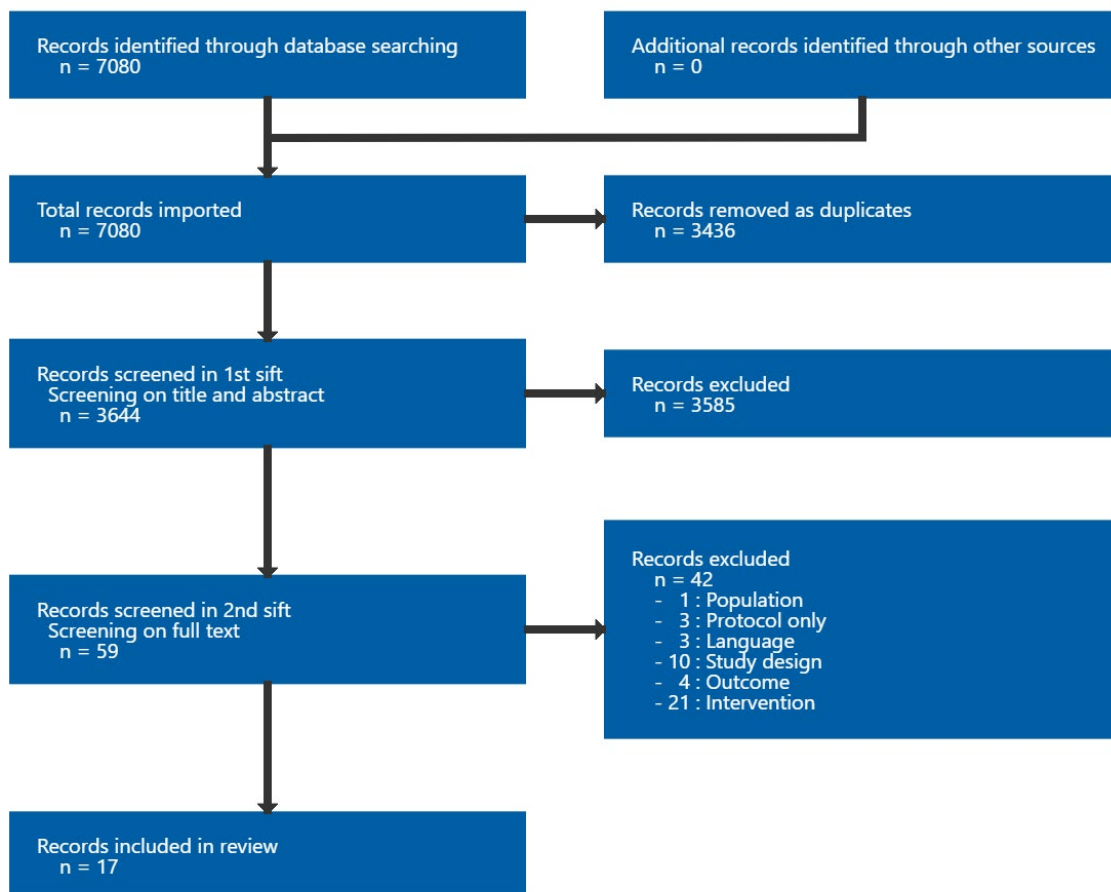 Records identified through database searching
n = 7080
Additional records identified through other sources
n = 0
Total records imported
n = 7080
Records removed as duplicates
n = 3436
Records screened in 1st sift
Screening on title and abstract
n = 3644
Records excluded
n = 3585
Records screened in 2nd sift
Screening on full text
n = 59
Records excluded
n = 42
- 1 : Population
- 3 : Protocol only
- 3 : Language
- 10 : Study design
- 4 : Outcome
- 21 : Intervention
Records included in review
n = 17